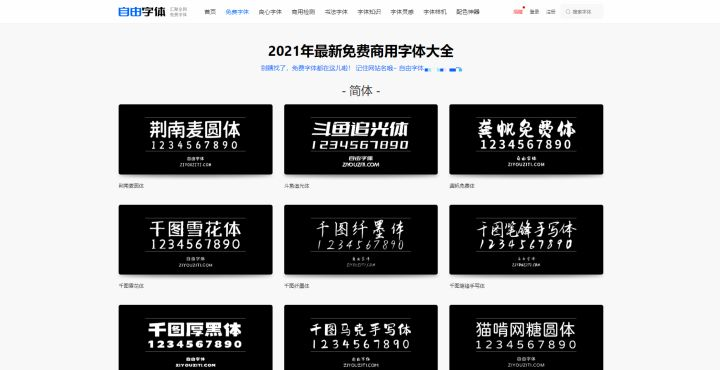 自由字体
汇聚全网
免费字体
首页 免费字体 良心字体 商用检测 书法字体 字体知识 字体灵感 字体样机 配色神器
登录 注册 搜索字体
2021年最新免费商用字体大全
别瞎找了，免费字体都在这儿啦！记住网站名哦~ 自由字体
- 简体 -
荆南麦圆体
1234567890
自由字体
ZIYOUZITI.COM
斗鱼追光体
1234567890
自由字体
ZIYOUZITI.COM
龚帆免费体
1234567890
自由字体
ZIYOUZITI.COM
荆南麦圆体 斗鱼追光体 龚帆免费体
千图雪花体
1234567890
自由字体
ZIYOUZITI.COM
千图纤墨体
1234567890
自由字体
ZIYOUZITI.COM
千图笔锋手写体
1234567890
自由字体
ZIYOUZITI.COM
千图雪花体 千图纤墨体 千图笔锋手写体
千图厚黑体
1234567890
自由字体
ZIYOUZITI.COM
千图马克手写体
1234567890
自由字体
ZIYOUZITI.COM
猫啃网糖圆体
1234567890
自由字体
ZIYOUZITI.COM